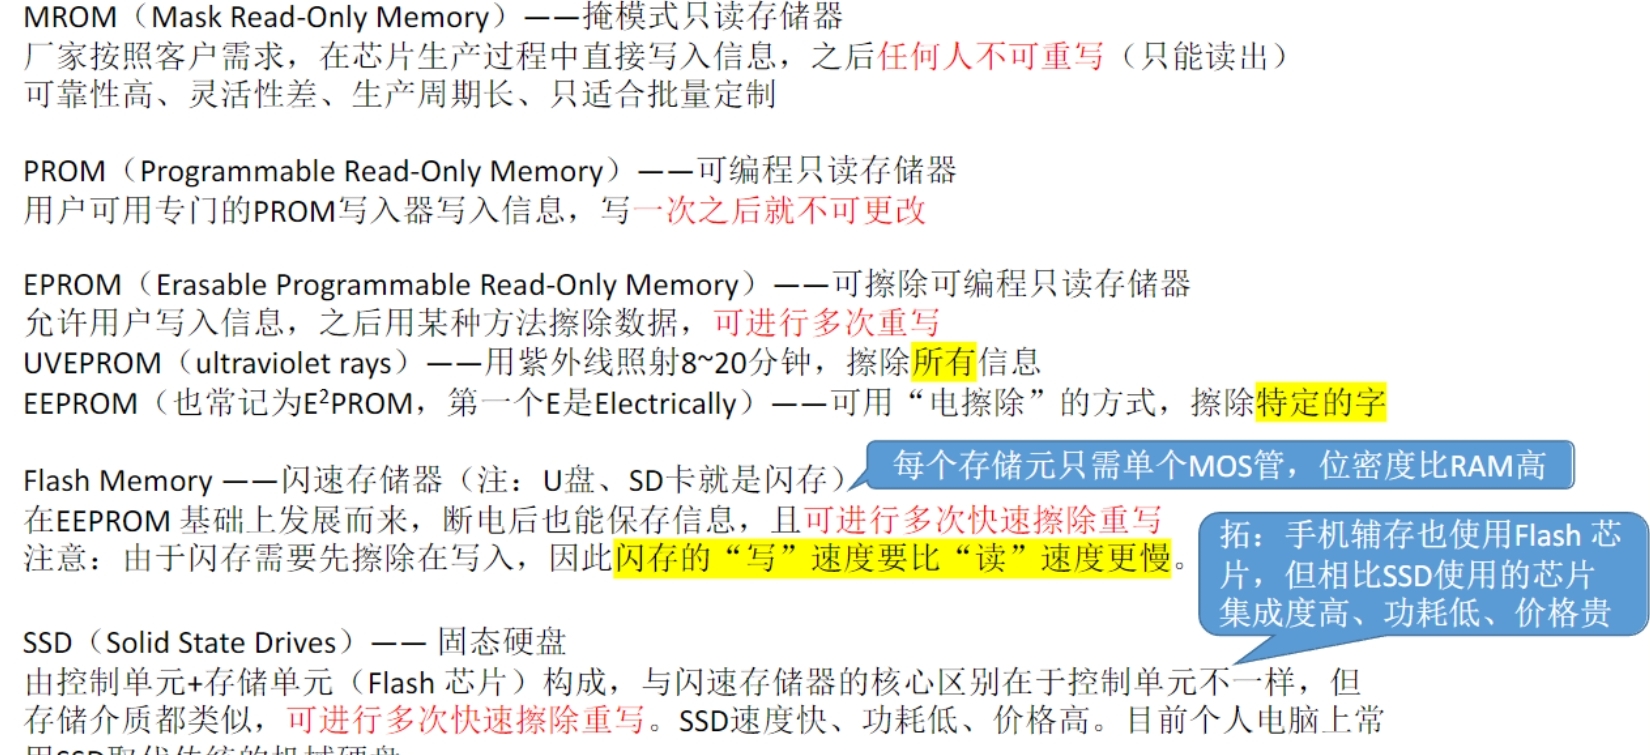 MROM（Mask Read-Only Memory）——掩模式只读存储器
厂家按照客户需求，在芯片生产过程中直接写入信息，之后任何人不可重写（只能读出）
可靠性高、灵活性差、生产周期长、只适合批量定制
PROM（Programmable Read-Only Memory）——可编程只读存储器
用户可用专门的PROM写入器写入信息，写一次之后就不可更改
EPROM（Erasable Programmable Read-Only Memory）——可擦除可编程只读存储器
允许用户写入信息，之后用某种方法擦除数据，可进行多次重写
UVEPROM（ultraviolet rays）——用紫外线照射8~20分钟，擦除所有信息
EEPROM（也常记为E²PROM，第一个E是Electrically）——可用“电擦除”的方式，擦除特定的字
Flash Memory ——闪速存储器（注：U盘、SD卡就是闪存）
每个存储元只需单个MOS管，位密度比RAM高
在EEPROM 基础上发展而来，断电后也能保存信息，且可进行多次快速擦除重写
注意：由于闪存需要先擦除在写入，因此闪存的“写”速度要比“读”速度更慢。
拓：手机辅存也使用Flash 芯
片，但相比SSD使用的芯片
集成度高、功耗低、价格贵
SSD（Solid State Drives）—— 固态硬盘
由控制单元+存储单元（Flash 芯片）构成，与闪速存储器的核心区别在于控制单元不一样，但
存储介质都类似，可进行多次快速擦除重写。SSD速度快、功耗低、价格高。目前个人电脑上常
用SSD取代传统的机械硬盘